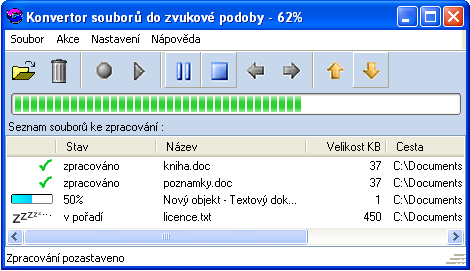 Konvertor souborů do zvukové podoby - 62%
Soubor Akce Nastavení Nápověda
Seznam souborů ke zpracování :
Stav Název Velikost KB Cesta
zpracováno kniha.doc 37 C:\Documents
zpracováno poznamky.doc 37 C:\Documents
50% Nový objekt - Textový dok... 1 C:\Documents
zzzzz... v pořadí licence.txt 450 C:\Documents
Zpracování pozastaveno